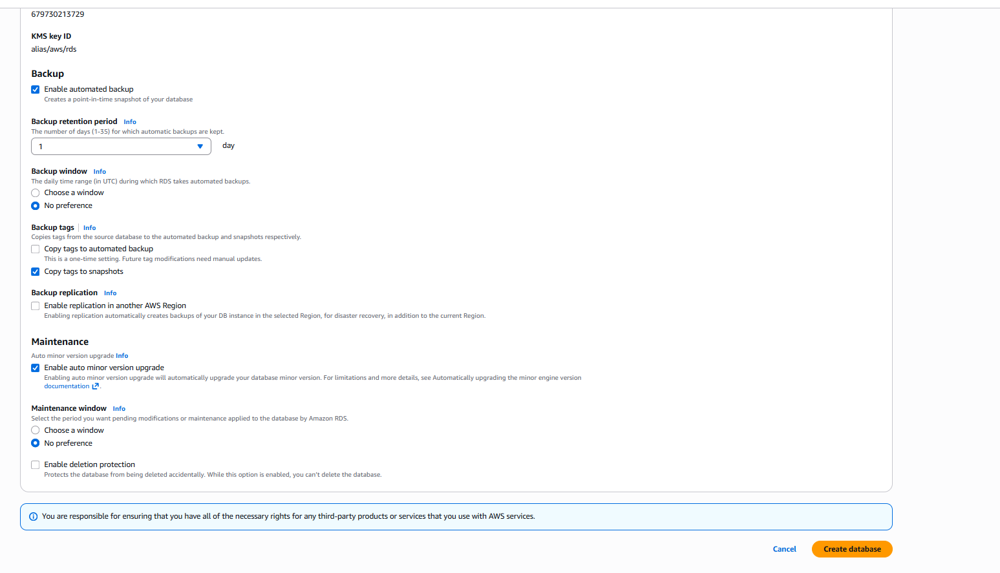 679730213729
KMS key ID
alias/aws/rds
Backup
Enable automated backup
Creates a point-in-time snapshot of your database
Backup retention period Info
The number of days (1-35) for which automatic backups are kept.
1 day
Backup window Info
The daily time range (in UTC) during which RDS takes automated backups.
Choose a window
No preference
Backup tags Info
Copies tags from the source database to the automated backup and snapshots respectively.
Copy tags to automated backup
This is a one-time setting. Future tag modifications need manual updates.
Copy tags to snapshots
Backup replication Info
Enable replication in another AWS Region
Enabling replication automatically creates backups of your DB instance in the selected Region, for disaster recovery, in addition to the current Region.
Maintenance
Auto minor version upgrade Info
Enable auto minor version upgrade
Enabling auto minor version upgrade will automatically upgrade your database minor version. For limitations and more details, see Automatically upgrading the minor engine version
documentation .
Maintenance window Info
Select the period you want pending modifications or maintenance applied to the database by Amazon RDS.
Choose a window
No preference
Enable deletion protection
Protects the database from being deleted accidentally. While this option is enabled, you can't delete the database.
You are responsible for ensuring that you have all of the necessary rights for any third-party products or services that you use with AWS services.
Cancel Create database